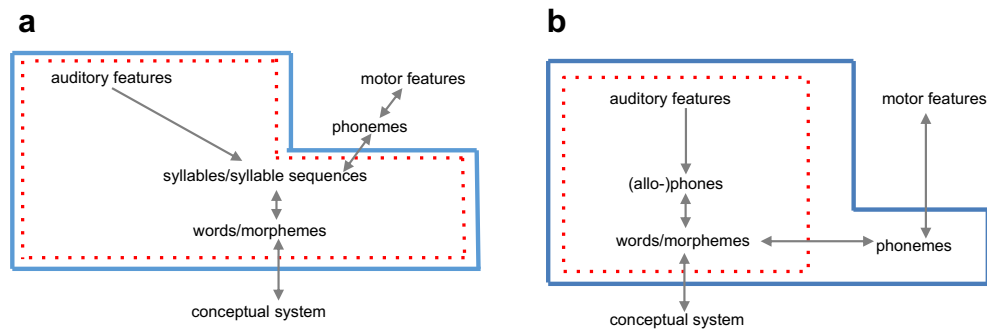 a
auditory features
motor features
phonemes
syllables/syllable sequences
words/morphemes
conceptual system
b
auditory features
motor features
(allo-)phones
words/morphemes
phonemes
conceptual system